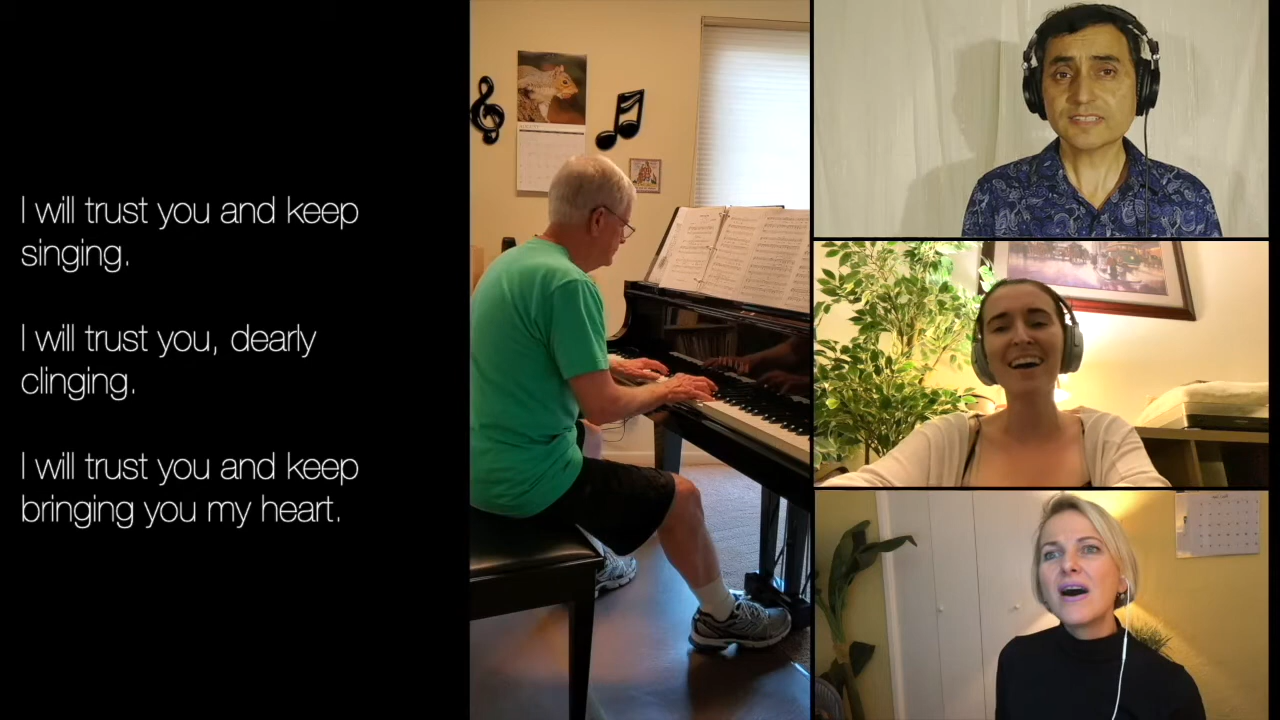 I will trust you and keep
singing.
I will trust you, dearly
clinging.
I will trust you and keep
bringing you my heart.